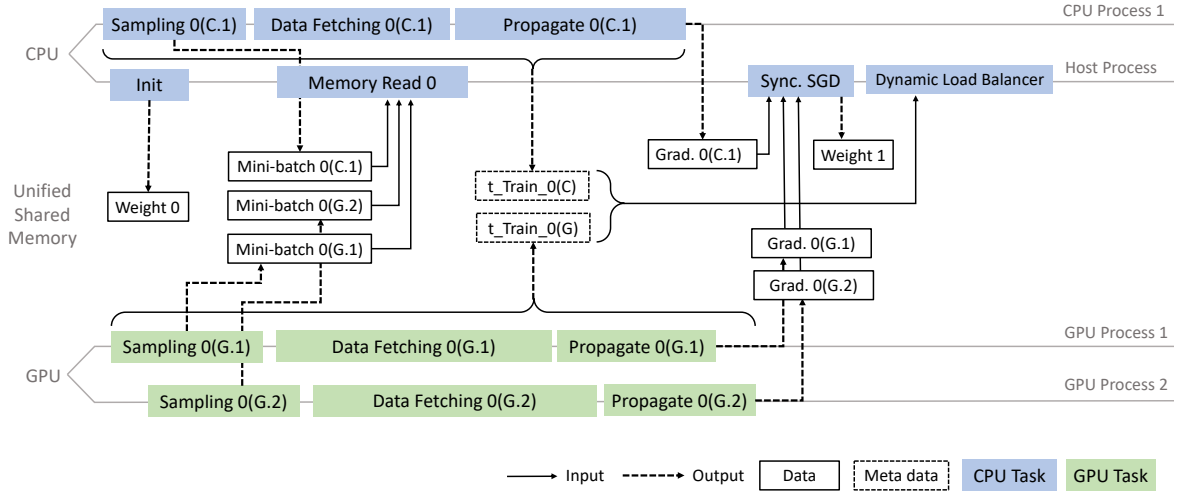 Sampling 0(C.1)
Data Fetching 0(C.1)
Propagate 0(C.1)
CPU Process 1
CPU
Init
Memory Read 0
Sync. SGD
Dynamic Load Balancer
Host Process
Mini-batch 0(C.1)
Grad. 0(C.1)
Weight 1
Unified
Shared
Memory
Weight 0
Mini-batch 0(G.2)
t_Train_0(C)
Mini-batch 0(G.1)
t_Train_0(G)
Grad. 0(G.1)
Grad. 0(G.2)
Sampling 0(G.1)
Data Fetching 0(G.1)
Propagate 0(G.1)
GPU Process 1
GPU
Sampling 0(G.2)
Data Fetching 0(G.2)
Propagate 0(G.2)
GPU Process 2
Input
Output
Data
Meta data
CPU Task
GPU Task